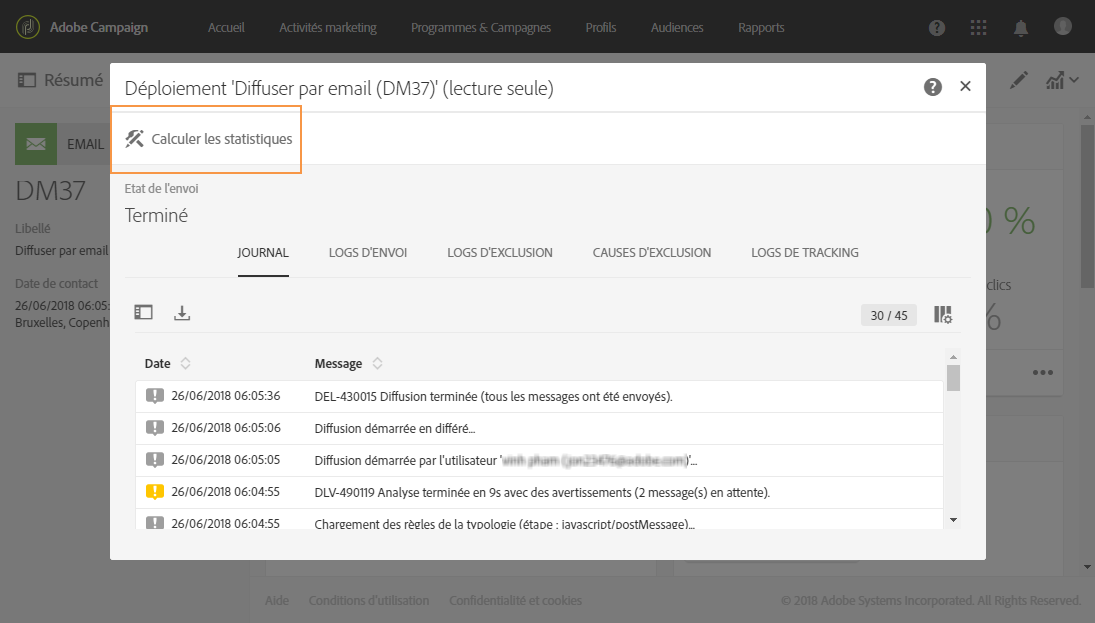 Adobe Campaign Accueil Activités marketing Programmes & Campagnes Profils Audiences Rapports
Résumé
EMAIL
DM37
Libellé
Diffuser par email
Date de contact
26/06/2018 06:05:
Bruxelles, Copenh
Déploiement 'Diffuser par email (DM37)' (lecture seule)
Calculer les statistiques
Etat de l'envoi
Terminé
JOURNAL LOGS D'ENVOI LOGS D'EXCLUSION CAUSES D'EXCLUSION LOGS DE TRACKING
30 / 45
Date Message
26/06/2018 06:05:36 DEL-430015 Diffusion terminée (tous les messages ont été envoyés).
26/06/2018 06:05:06 Diffusion démarrée en différé...
26/06/2018 06:05:05 Diffusion démarrée par l'utilisateur '
26/06/2018 06:04:55 DLV-490119 Analyse terminée en 9s avec des avertissements (2 message(s) en attente).
26/06/2018 06:04:55 Chargement des règles de la typologie (étape : javascript/postMessage)...
%
clics
%
Aide Conditions d'utilisation Confidentialité et cookies © 2018 Adobe Systems Incorporated. All Rights Reserved.